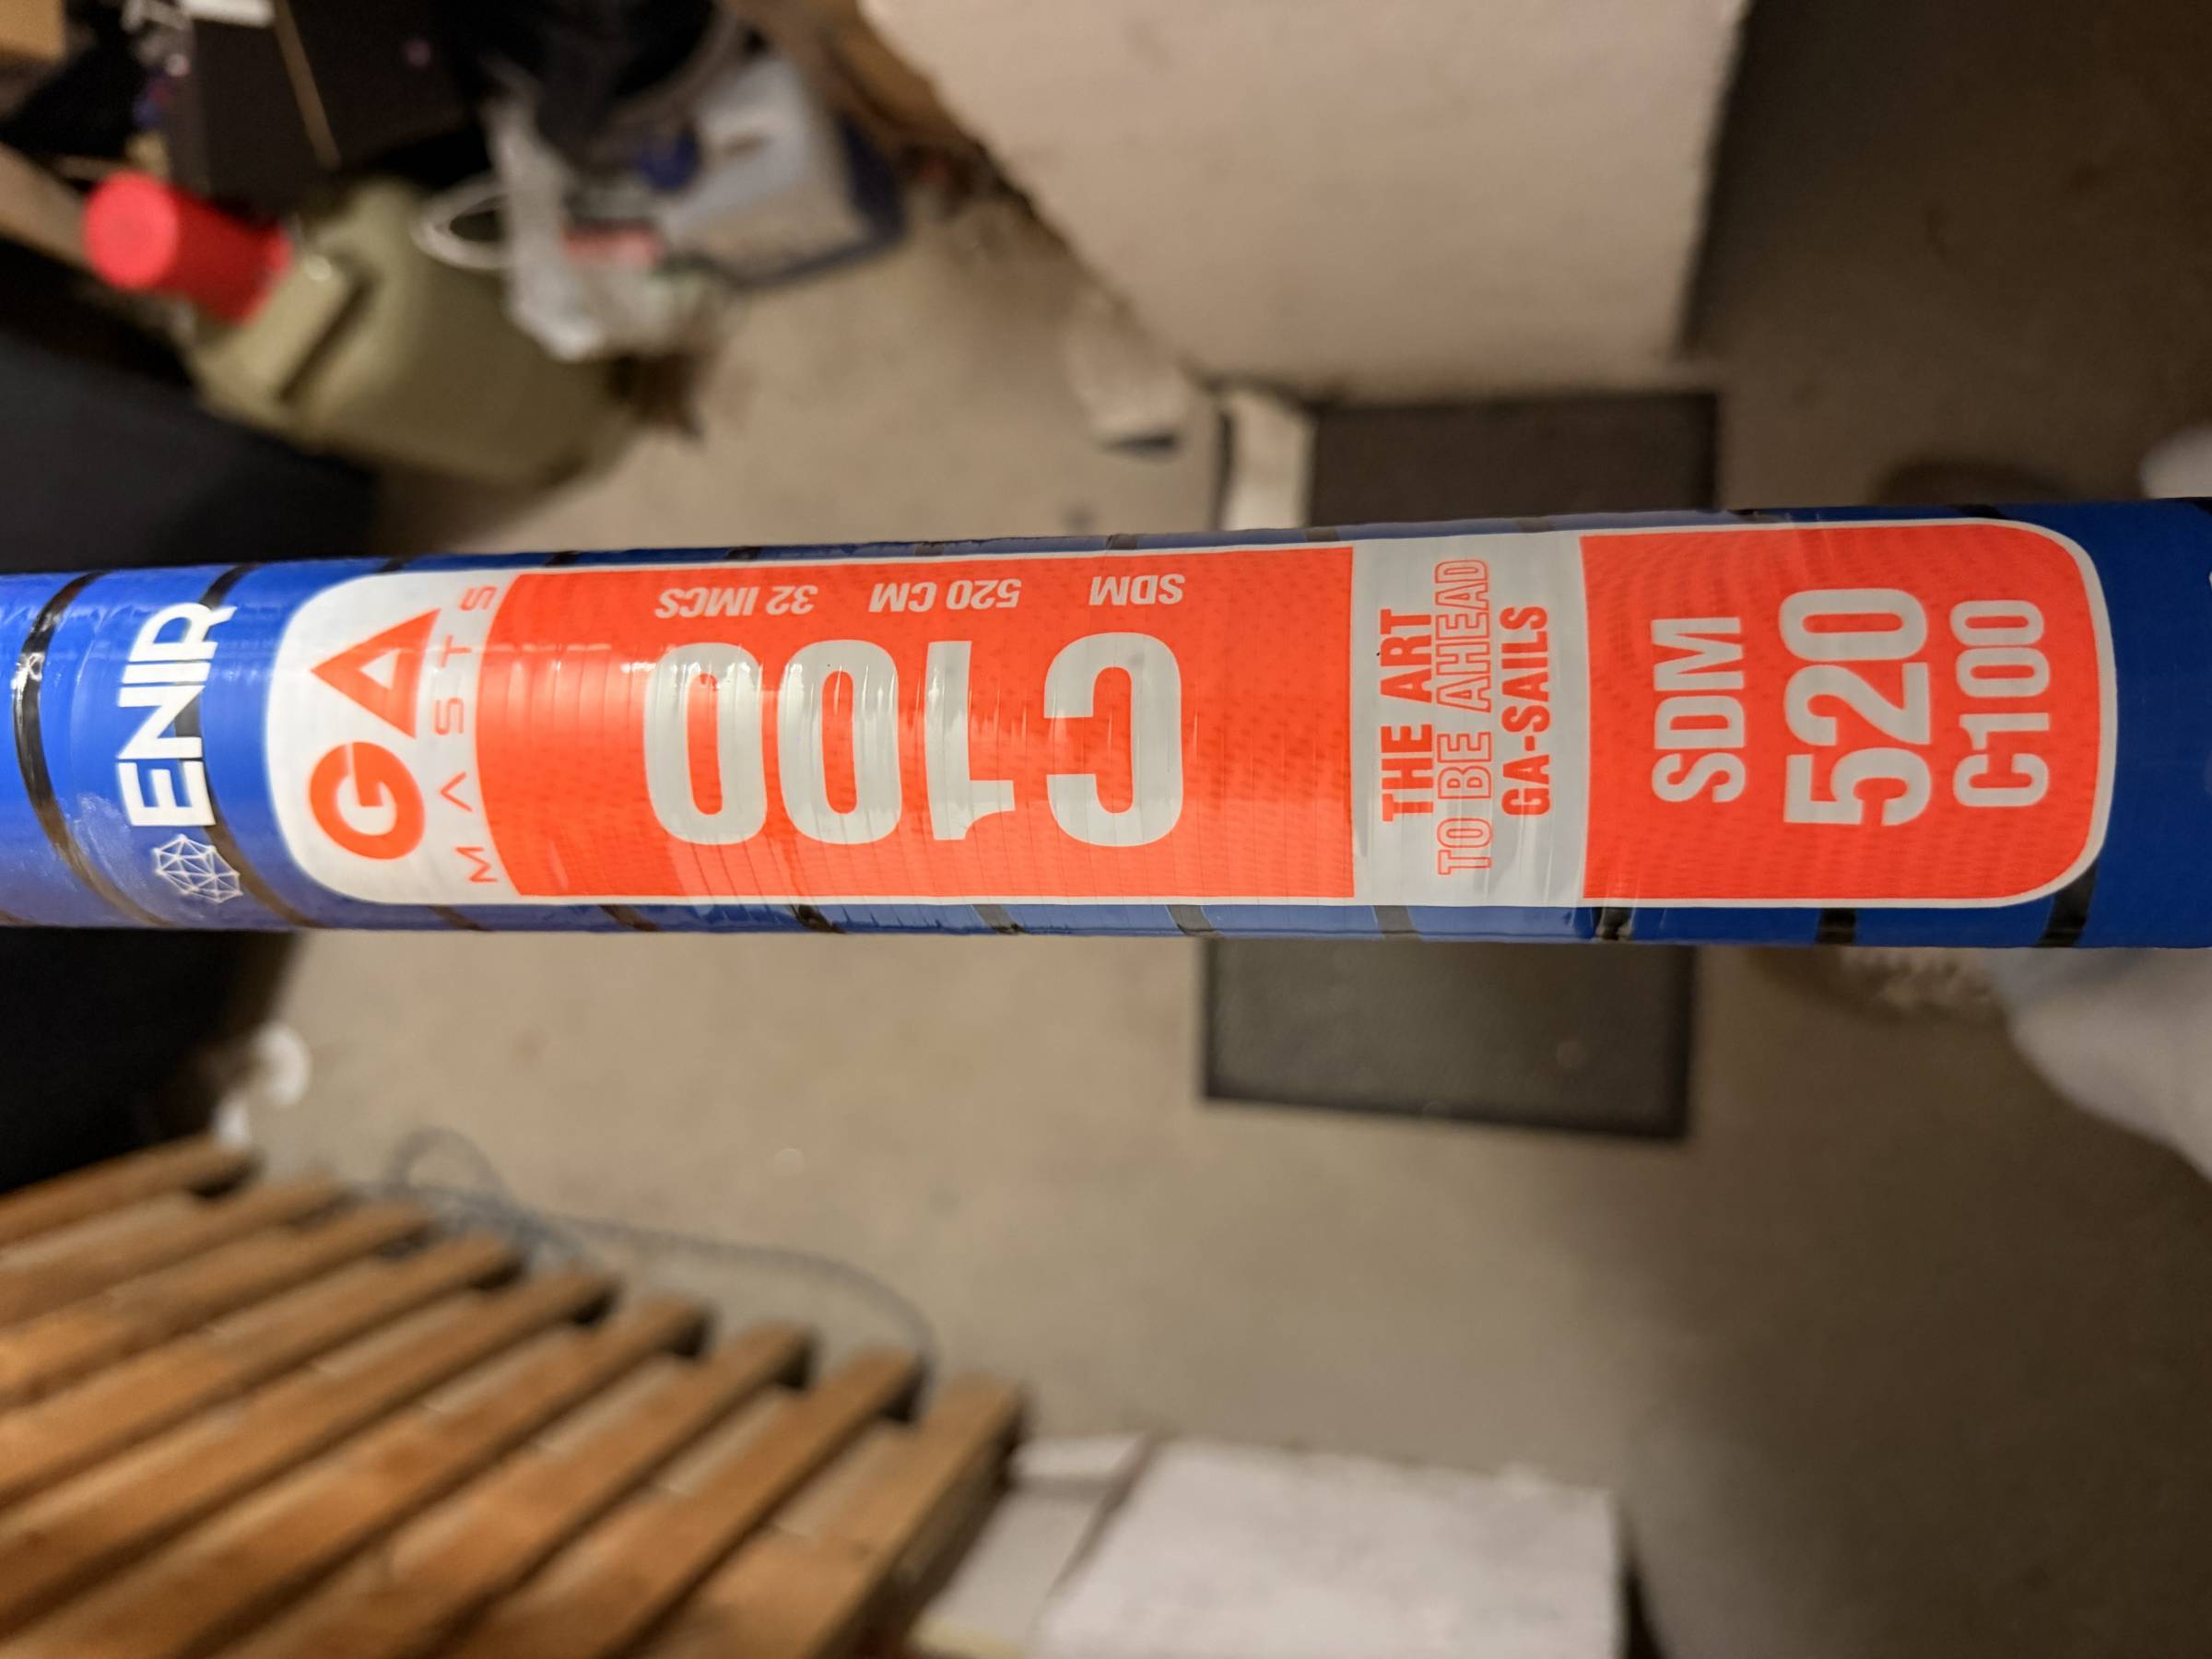 ENIR
GA
MASTS
C100
SDM 520 CM 32 IMCS
THE ART
TO BE AHEAD
GA-SAILS
SDM
520
C100